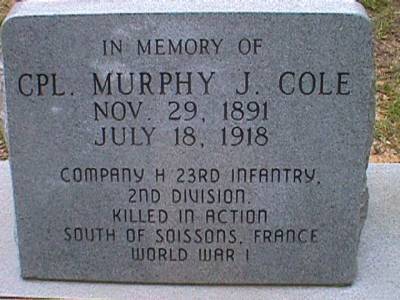 IN MEMORY OF
CPL. MURPHY J. COLE
NOV. 29, 1891
JULY 18, 1918
COMPANY H 23RD INFANTRY,
2ND DIVISION.
KILLED IN ACTION
SOUTH OF SOISSONS, FRANCE
WORLD WAR I